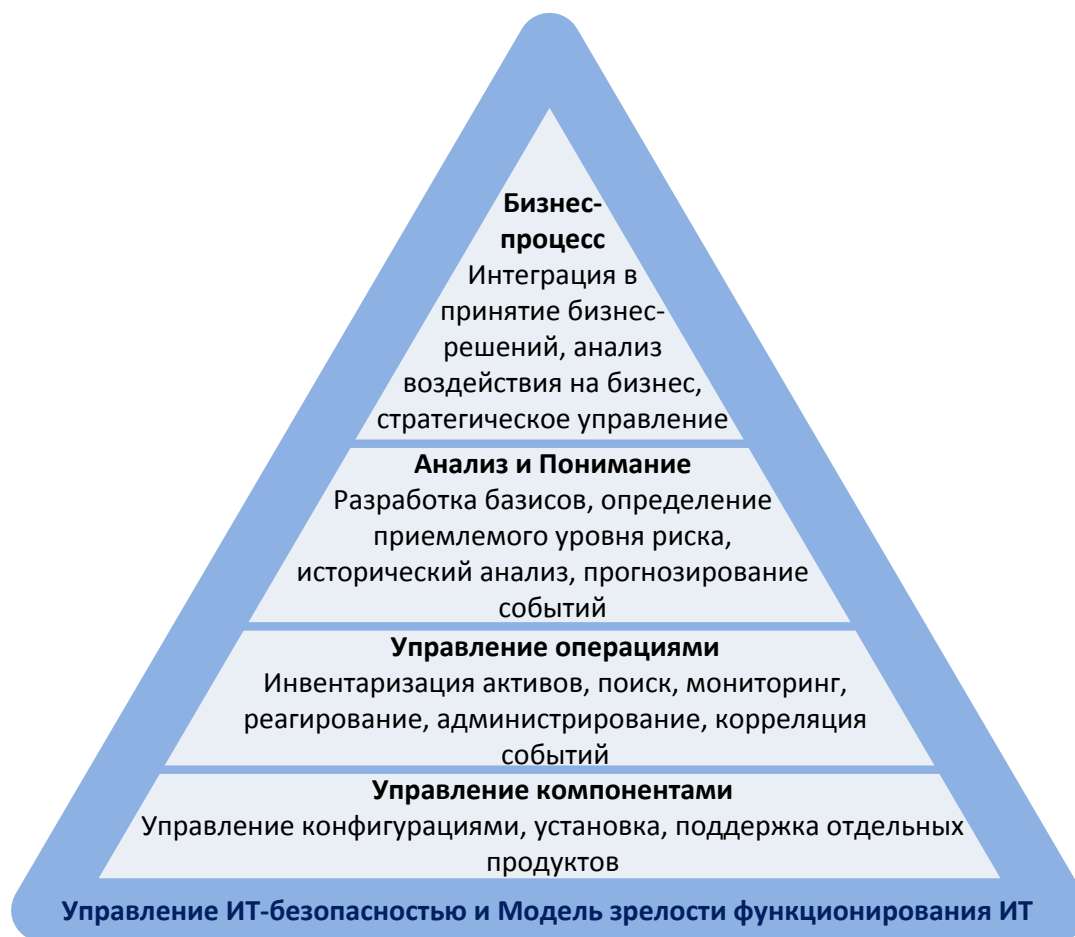 Бизнес-
процесс
Интеграция в
принятие бизнес-
решений, анализ
воздействия на бизнес,
стратегическое управление
Анализ и Понимание
Разработка базисов, определение
приемлемого уровня риска,
исторический анализ, прогнозирование
событий
Управление операциями
Инвентаризация активов, поиск, мониторинг,
реагирование, администрирование, корреляция
событий
Управление компонентами
Управление конфигурациями, установка, поддержка отдельных
продуктов
Управление ИТ-безопасностью и Модель зрелости функционирования ИТ